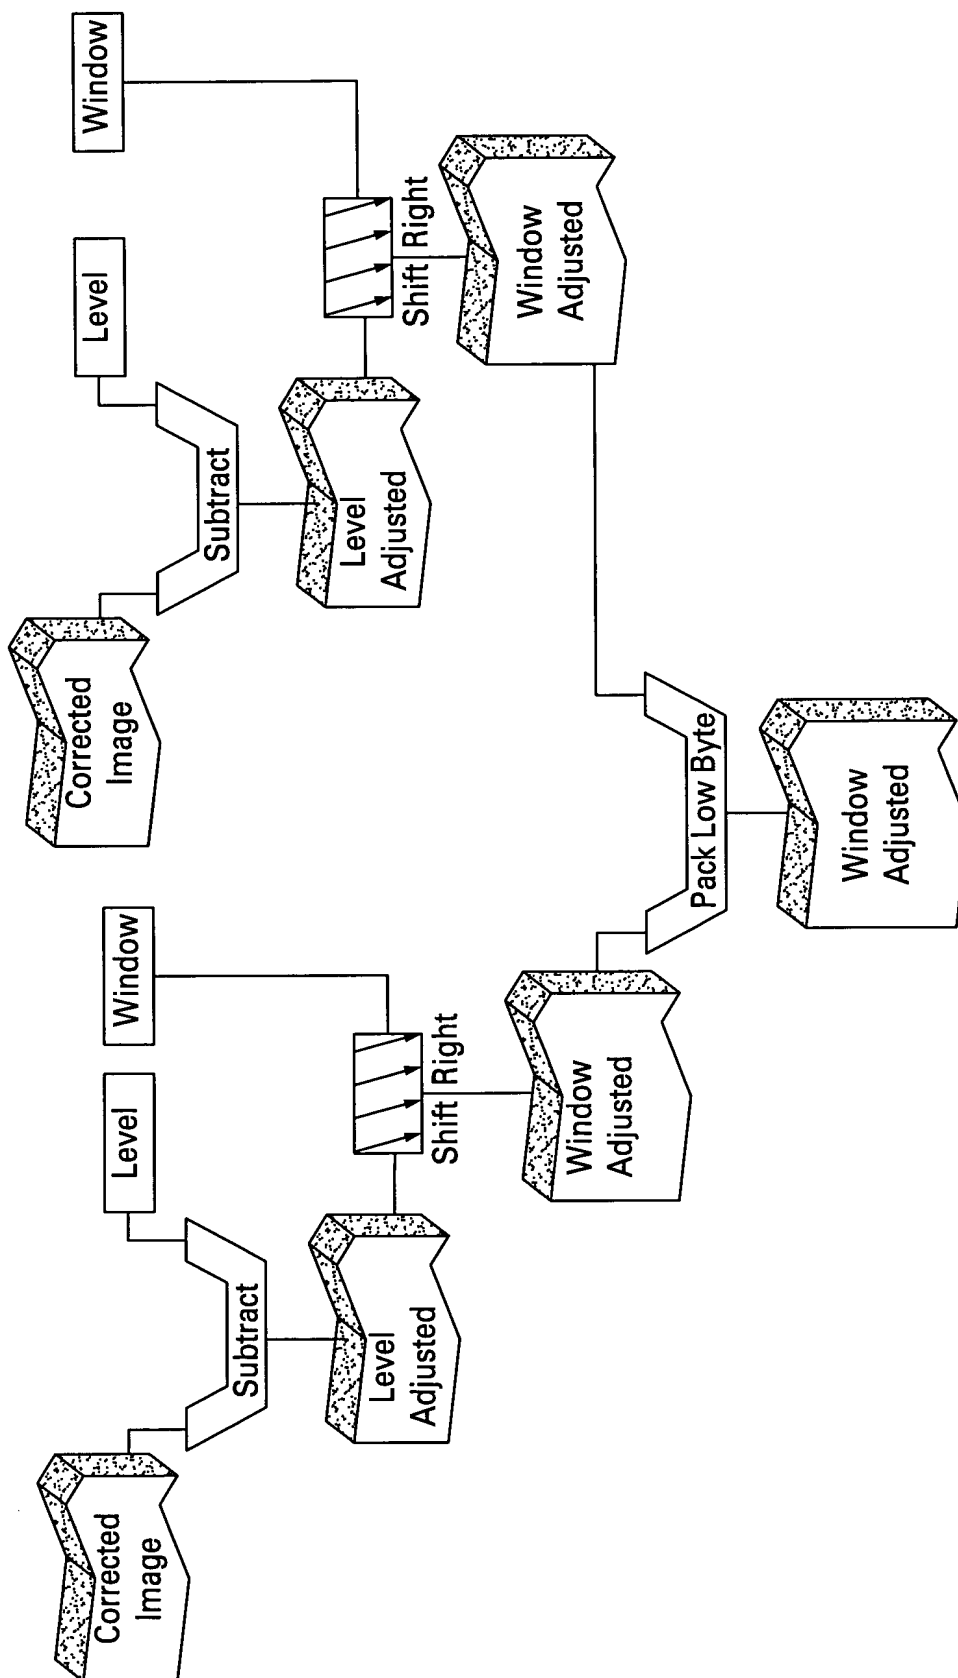 Corrected
Image
Level
Window
Subtract
Level
Adjusted
Shift Right
Window
Adjusted
Corrected
Image
Level
Window
Subtract
Level
Adjusted
Shift Right
Window
Adjusted
Pack Low Byte
Window
Adjusted